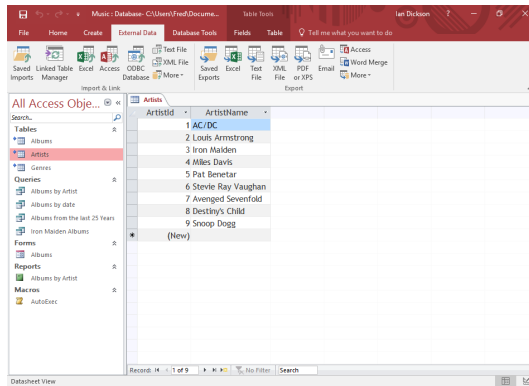 Music : Database- C:\Users\Fred\Docume...
Table Tools
Ian Dickson
File Home Create External Data Database Tools Fields Table Tell me what you want to do
Saved Imports
Linked Table Manager
Excel
Access
ODBC Database
Text File
XML File
More
Import & Link
Saved Exports
Excel
Text File
XML File
PDF or XPS
Email
Access
Word Merge
More
Export
All Access Obje...
Search...
Tables
Albums
Artists
Genres
Queries
Albums by Artist
Albums by date
Albums from the last 25 Years
Iron Maiden Albums
Forms
Albums
Reports
Albums by Artist
Macros
AutoExec
Artists
ArtistId ArtistName
1 AC/DC
2 Louis Armstrong
3 Iron Maiden
4 Miles Davis
5 Pat Benetar
6 Stevie Ray Vaughan
7 Avenged Sevenfold
8 Destiny's Child
9 Snoop Dogg
(New)
Record: 1 of 9 No Filter Search
Datasheet View